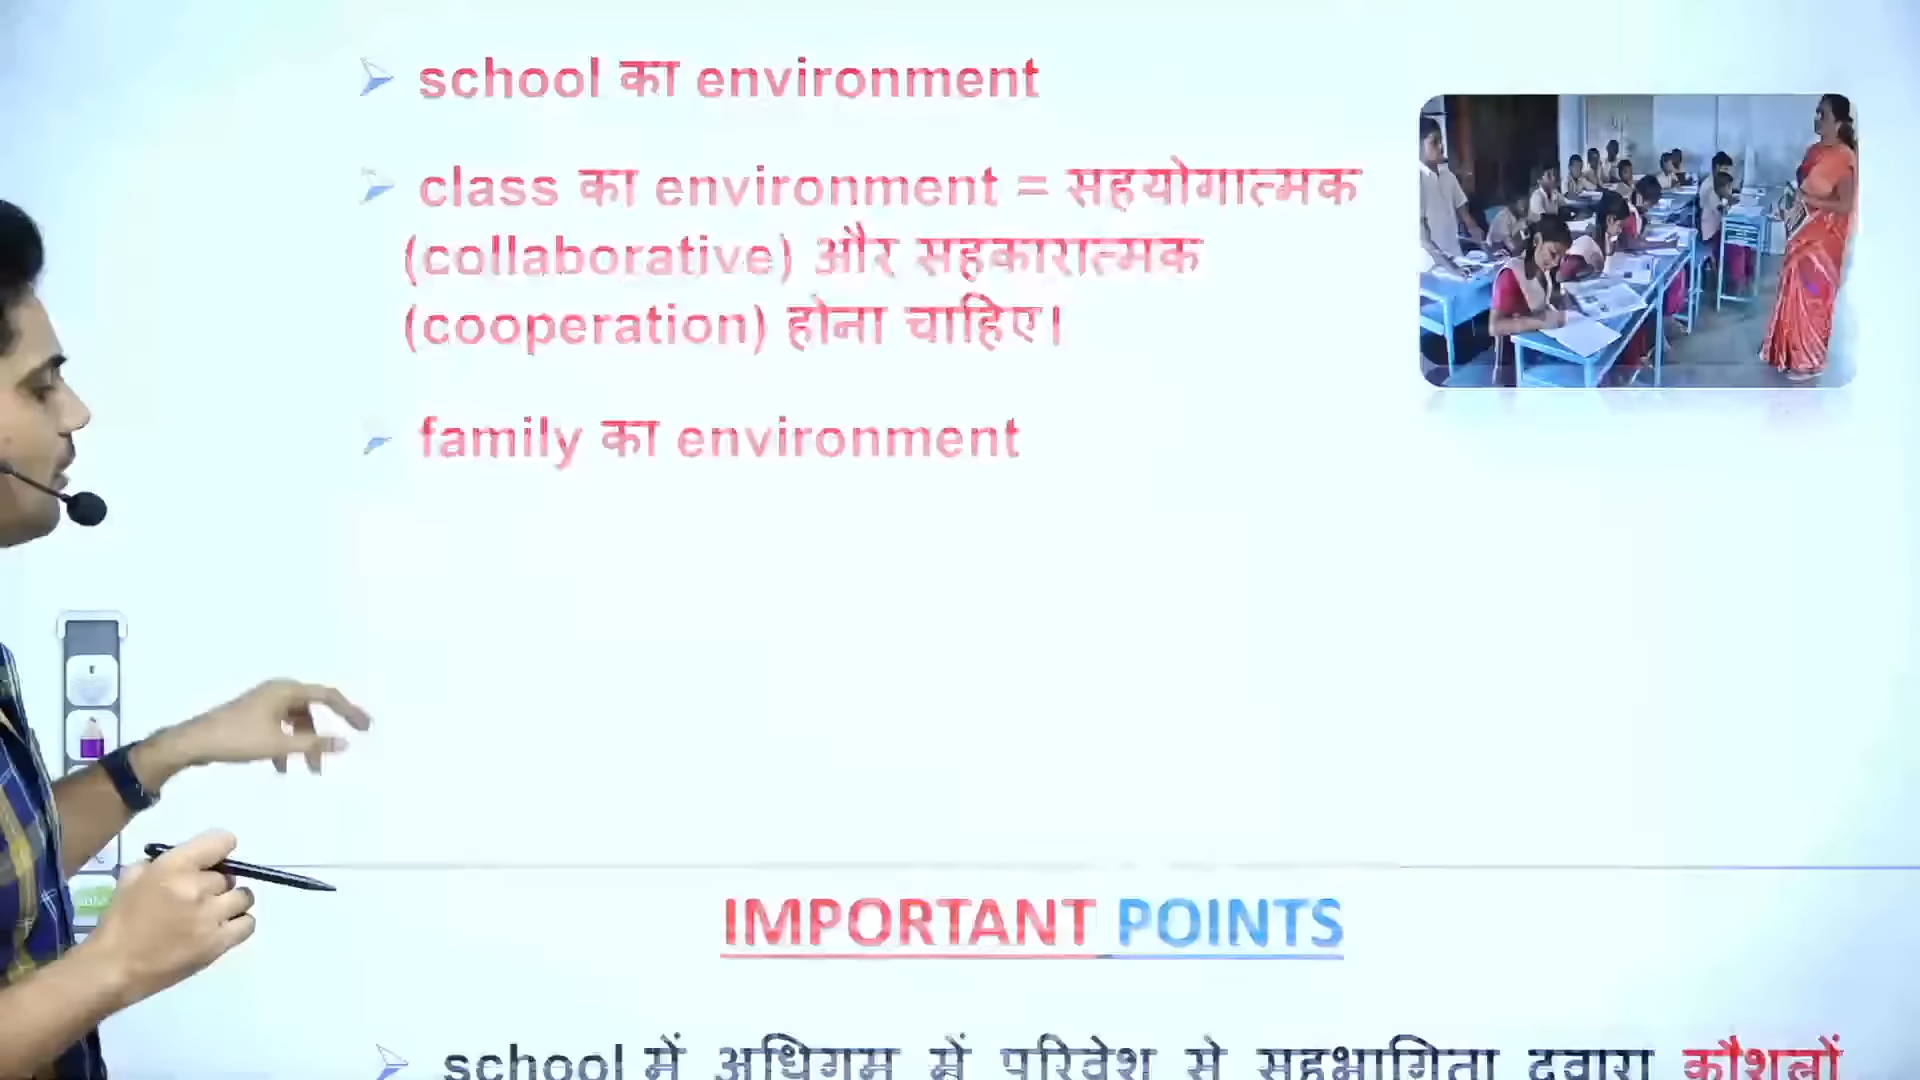 school का environment
class का environment = सहयोगात्मक
(collaborative) और सहकारात्मक
(cooperation) होना चाहिए।
family का environment
IMPORTANT POINTS
school में अधिगम में परिवेश से सहभागिता द्वारा कौशलों